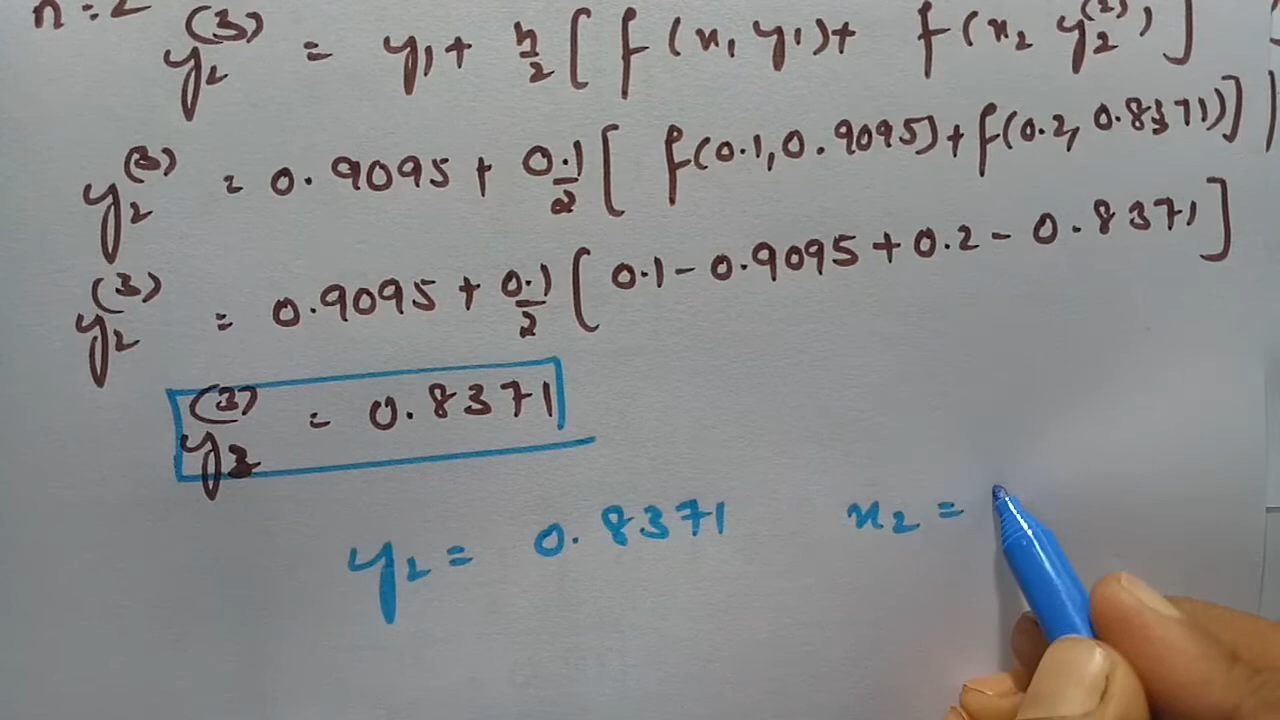 n = 2
y₂⁽³⁾ = y₁ + h/2 [ f (x₁ y₁) + f (x₂ y₂⁽²⁾) ]
y₂⁽³⁾ = 0.9095 + 0.1/2 [ f(0.1, 0.9095) + f(0.2, 0.8371) ]
y₂⁽³⁾ = 0.9095 + 0.1/2 [ 0.1 - 0.9095 + 0.2 - 0.8371 ]
y₂⁽³⁾ = 0.8371
y₂ = 0.8371 x₂ =